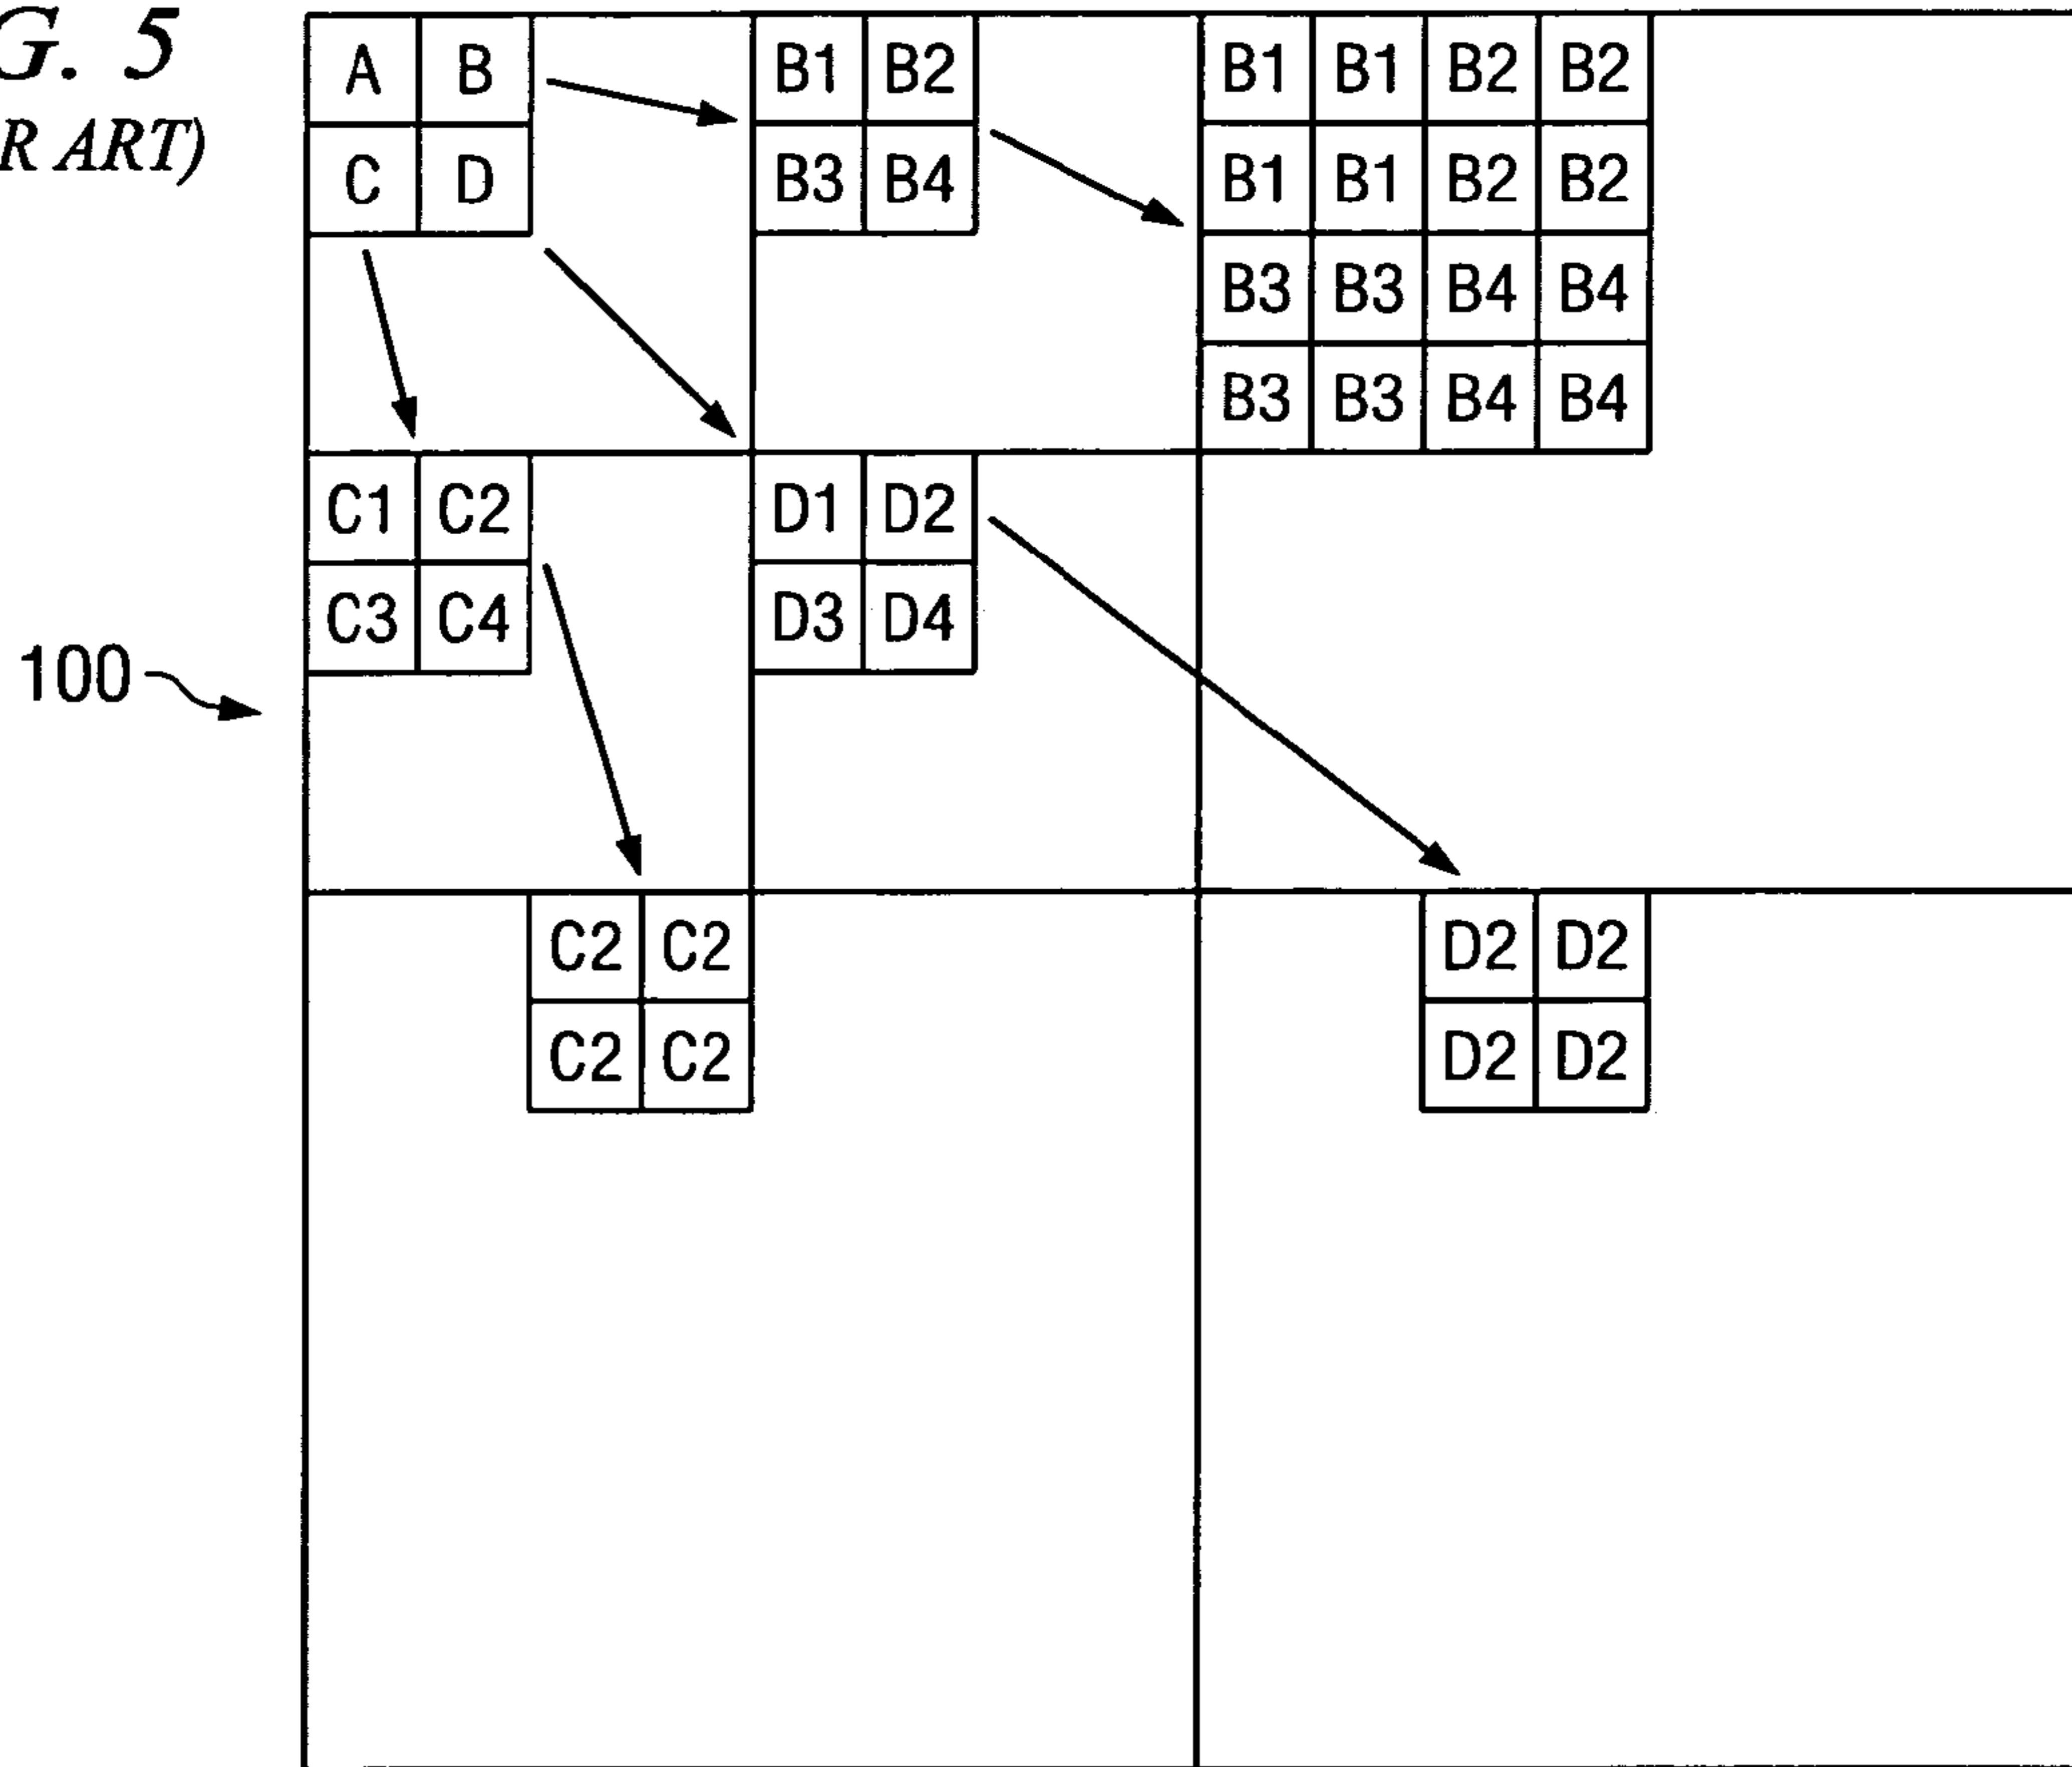 G. 5
R ART)
A B B1 B2 B1 B1 B2 B2
C D B3 B4 B1 B1 B2 B2
B3 B3 B4 B4
B3 B3 B4 B4
C1 C2 D1 D2
C3 C4 D3 D4
100
C2 C2 D2 D2
C2 C2 D2 D2